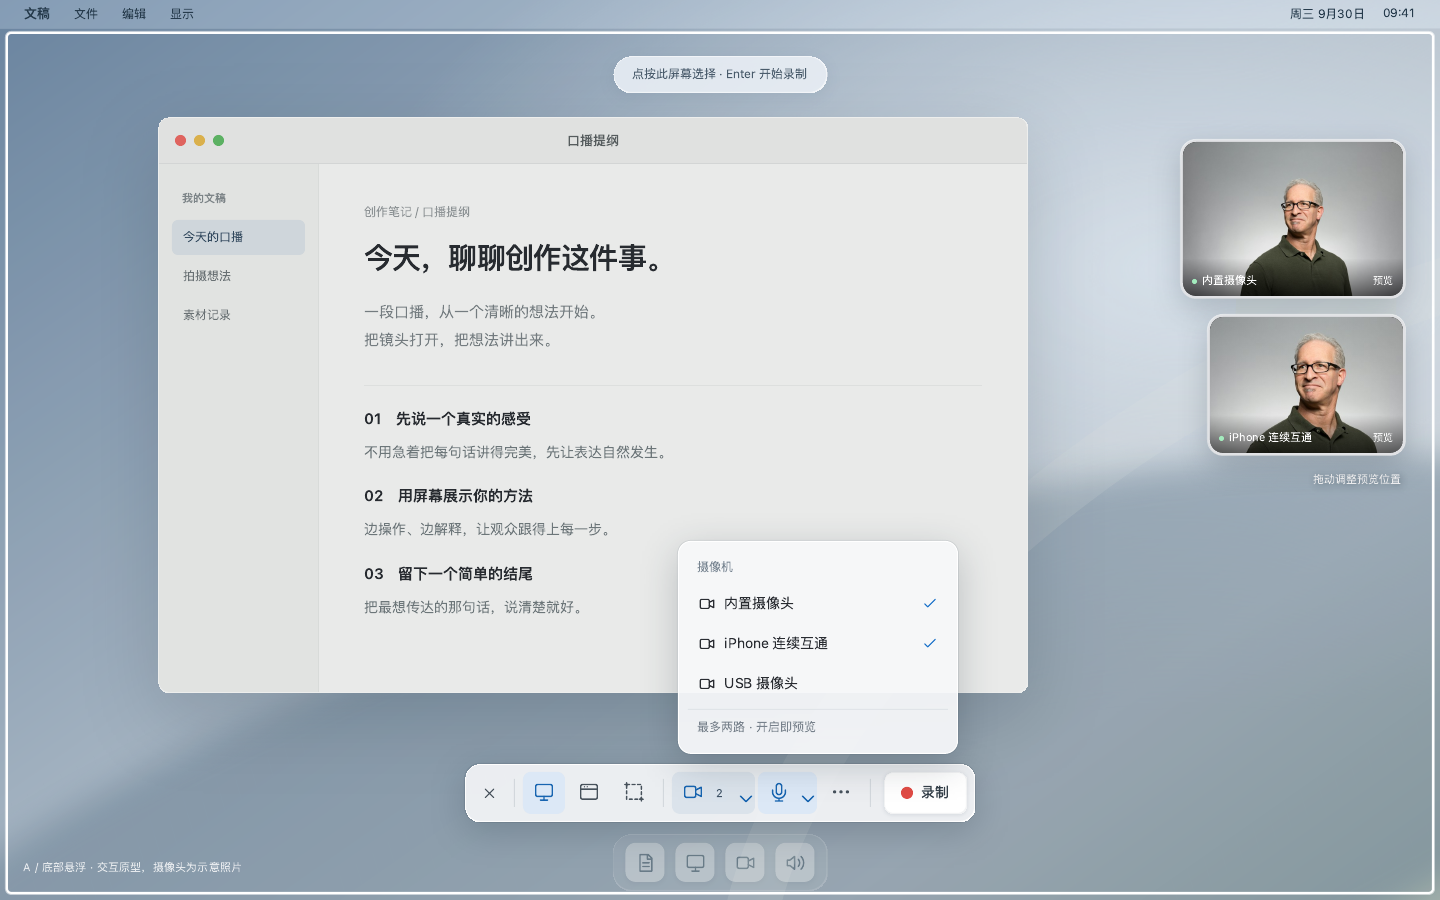 文稿 文件 编辑 显示
周三 9月30日 09:41
点按此屏幕选择 · Enter 开始录制
口播提纲
我的文稿
今天的口播
拍摄想法
素材记录
创作笔记 / 口播提纲
今天，聊聊创作这件事。
一段口播，从一个清晰的想法开始。
把镜头打开，把想法讲出来。
01 先说一个真实的感受
不用急着把每句话讲得完美，先让表达自然发生。
02 用屏幕展示你的方法
边操作、边解释，让观众跟得上每一步。
03 留下一个简单的结尾
把最想传达的那句话，说清楚就好。
内置摄像头 预览
iPhone 连续互通 预览
拖动调整预览位置
摄像机
内置摄像头
iPhone 连续互通
USB 摄像头
最多两路 · 开启即预览
2
录制
A / 底部悬浮 · 交互原型，摄像头为示意照片